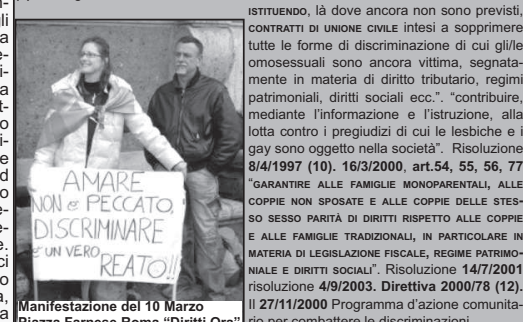 AMARE
NON È PECCATO,
DISCRIMINARE
È UN VERO
REATO!!
Manifestazione del 10 Marzo
Piazza Farnese Roma "Diritti Ora"
ISTITUENDO, là dove ancora non sono previsti,
CONTRATTI DI UNIONE CIVILE intesi a sopprimere
tutte le forme di discriminazione di cui gli/le
omosessuali sono ancora vittima, segnata-
mente in materia di diritto tributario, regimi
patrimoniali, diritti sociali ecc.". "contribuire,
mediante l'informazione e l'istruzione, alla
lotta contro i pregiudizi di cui le lesbiche e i
gay sono oggetto nella società". Risoluzione
8/4/1997 (10). 16/3/2000, art.54, 55, 56, 77
"GARANTIRE ALLE FAMIGLIE MONOPARENTALI, ALLE
COPPIE NON SPOSATE E ALLE COPPIE DELLE STES-
SO SESSO PARITÀ DI DIRITTI RISPETTO ALLE COPPIE
E ALLE FAMIGLIE TRADIZIONALI, IN PARTICOLARE IN
MATERIA DI LEGISLAZIONE FISCALE, REGIME PATRIMO-
NIALE E DIRITTI SOCIALI". Risoluzione 14/7/2001
risoluzione 4/9/2003. Direttiva 2000/78 (12).
Il 27/11/2000 Programma d'azione comunita-
rio per combattere le discriminazioni